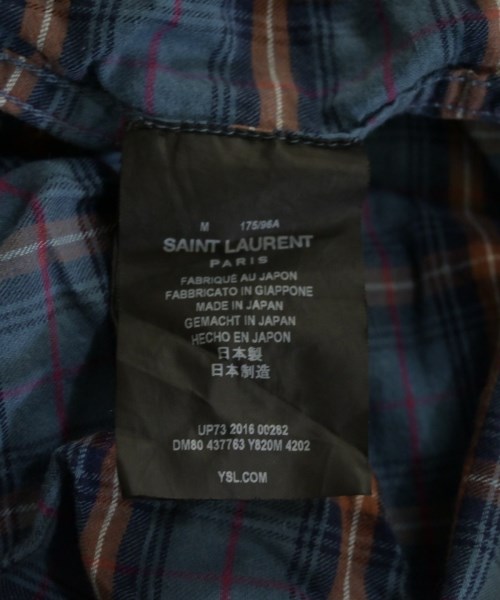 M 175/96A
SAINT LAURENT
PARIS
FABRIQUÉ AU JAPON
FABBRICATO IN GIAPPONE
MADE IN JAPAN
GEMACHT IN JAPAN
HECHO EN JAPON
日本製
日本制造
UP73 2016 00262
DM80 437763 Y820M 4202
YSL.COM